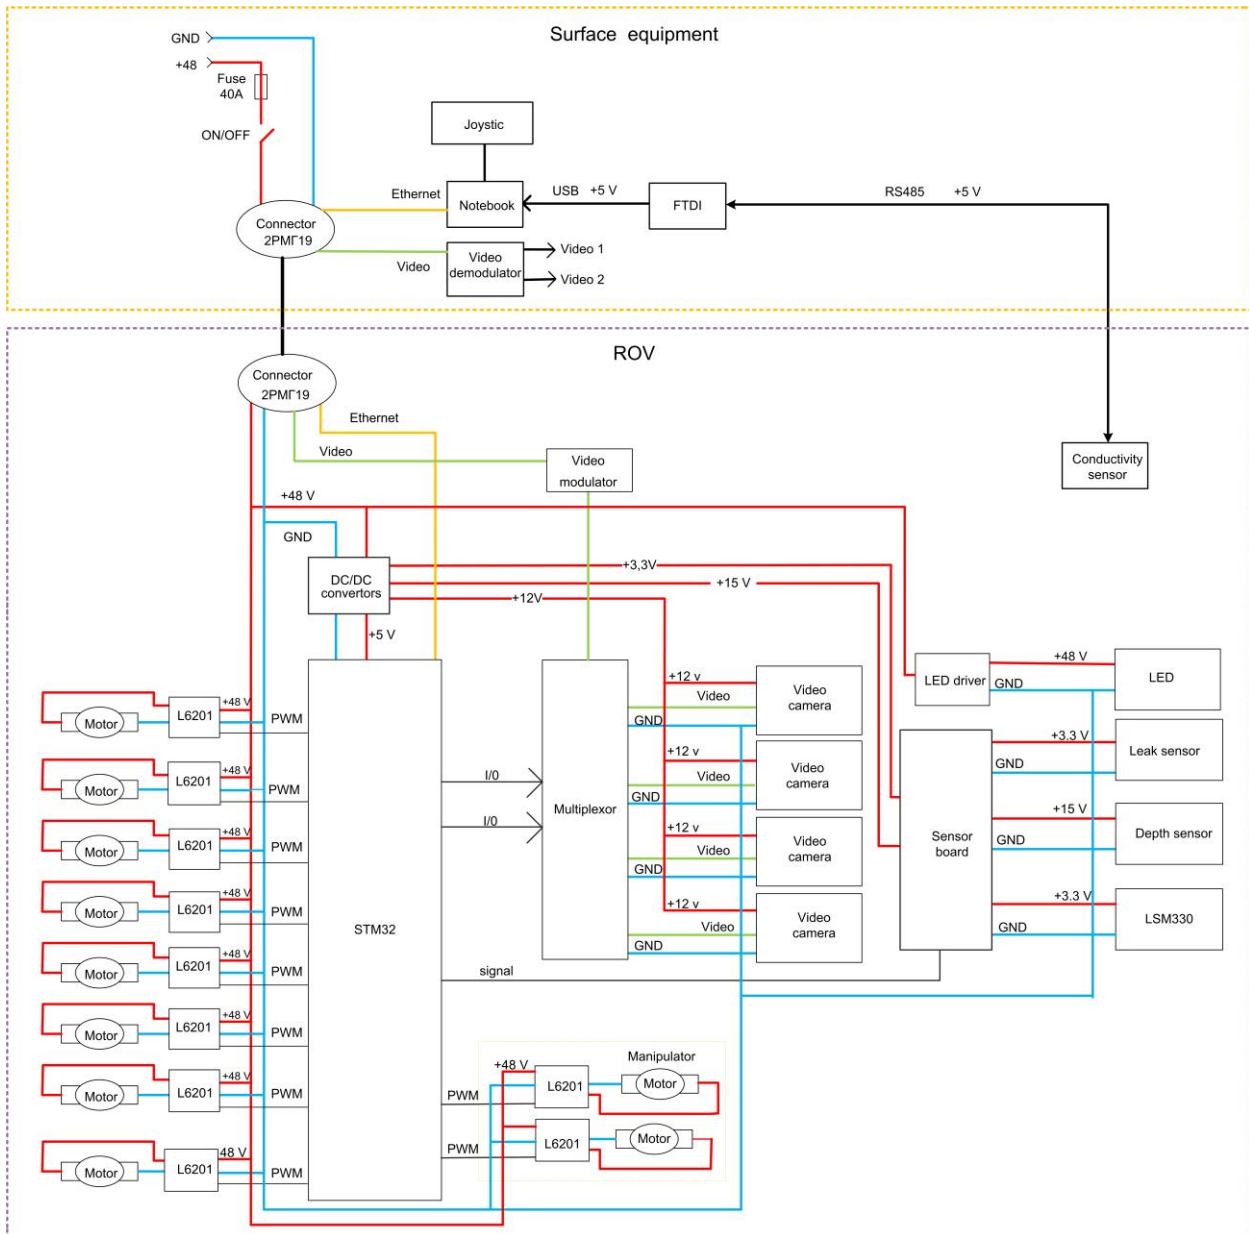 Surface equipment
GND
+48
Fuse
40A
ON/OFF
Joystic
Ethernet
Notebook
USB +5 V
FTDI
RS485 +5 V
Connector
2РМГ19
Video
Video
demodulator
Video 1
Video 2
ROV
Connector
2РМГ19
Ethernet
Video
Video
modulator
Conductivity
sensor
+48 V
GND
DC/DC
convertors
+3,3V
+15 V
+12V
+5 V
LED driver
+48 V
GND
LED
+12 v
Video
GND
Video
camera
L6201
+48 V
PWM
Motor
Leak sensor
+3.3 V
GND
+12 v
Video
GND
Video
camera
L6201
+48 V
PWM
Motor
I/0
I/0
Multiplexor
+15 V
GND
Depth sensor
Sensor
board
+12 v
Video
GND
Video
camera
L6201
+48 V
PWM
Motor
+3.3 V
GND
LSM330
+12 v
Video
GND
Video
camera
L6201
+48 V
PWM
Motor
STM32
signal
L6201
+48 V
PWM
Motor
L6201
+48 V
PWM
Motor
L6201
+48 V
PWM
Motor
L6201
48 V
PWM
Motor
Manipulator
+48 V
PWM
L6201
Motor
PWM
L6201
Motor